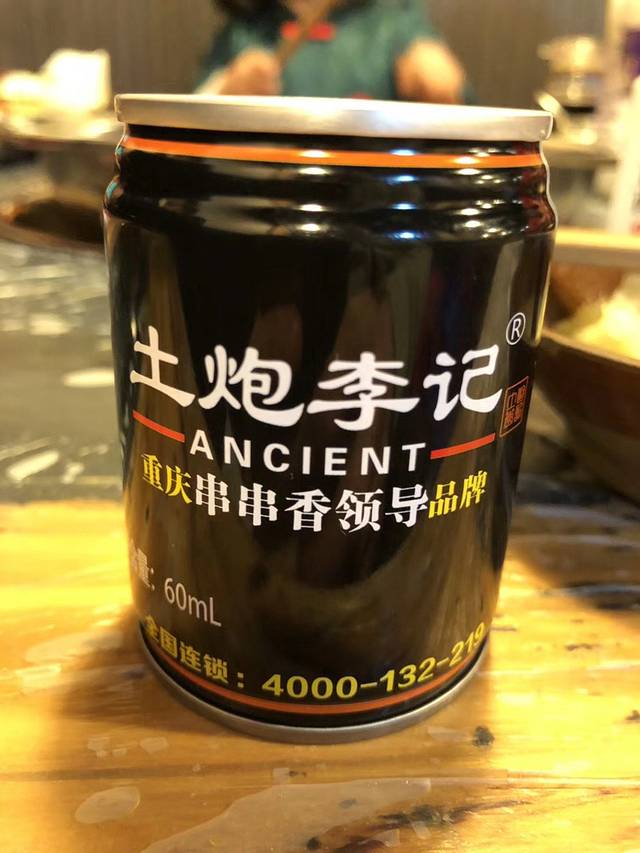 土炮李记®
ANCIENT
重庆串串香领导品牌
量：60mL
全国连锁：4000-132-219